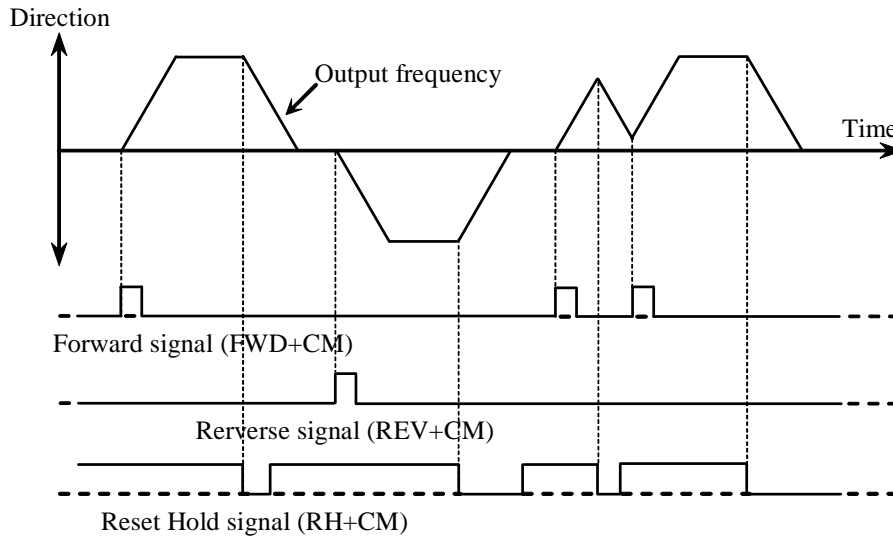 Direction
Output frequency
Time
Forward signal (FWD+CM)
Rerverse signal (REV+CM)
Reset Hold signal (RH+CM)